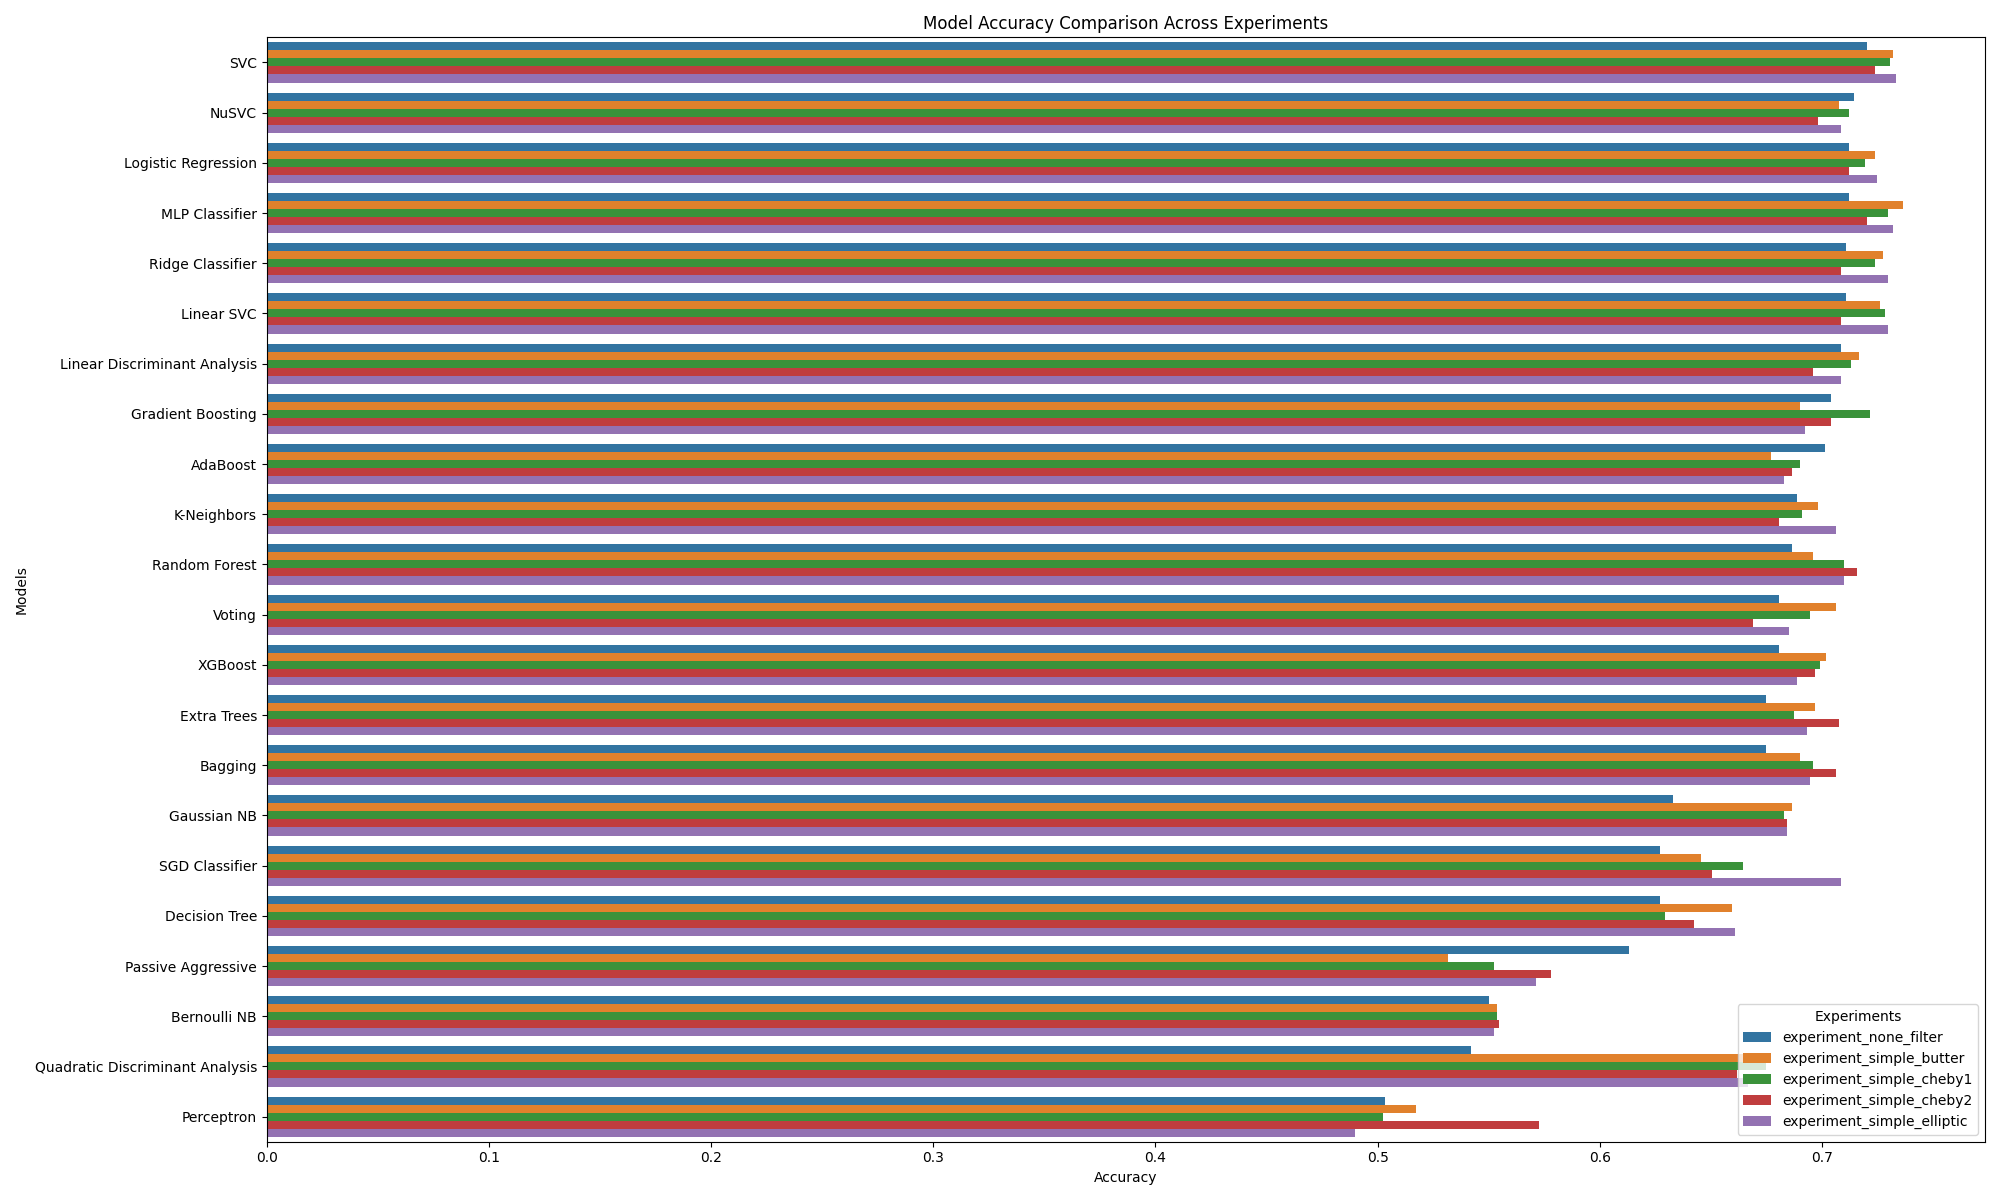 Model Accuracy Comparison Across Experiments
SVC
NuSVC
Logistic Regression
MLP Classifier
Ridge Classifier
Linear SVC
Linear Discriminant Analysis
Gradient Boosting
AdaBoost
K-Neighbors
Random Forest
Voting
XGBoost
Extra Trees
Bagging
Gaussian NB
SGD Classifier
Decision Tree
Passive Aggressive
Bernoulli NB
Quadratic Discriminant Analysis
Perceptron
Models
Experiments
experiment_none_filter
experiment_simple_butter
experiment_simple_cheby1
experiment_simple_cheby2
experiment_simple_elliptic
0.0 0.1 0.2 0.3 0.4 0.5 0.6 0.7
Accuracy